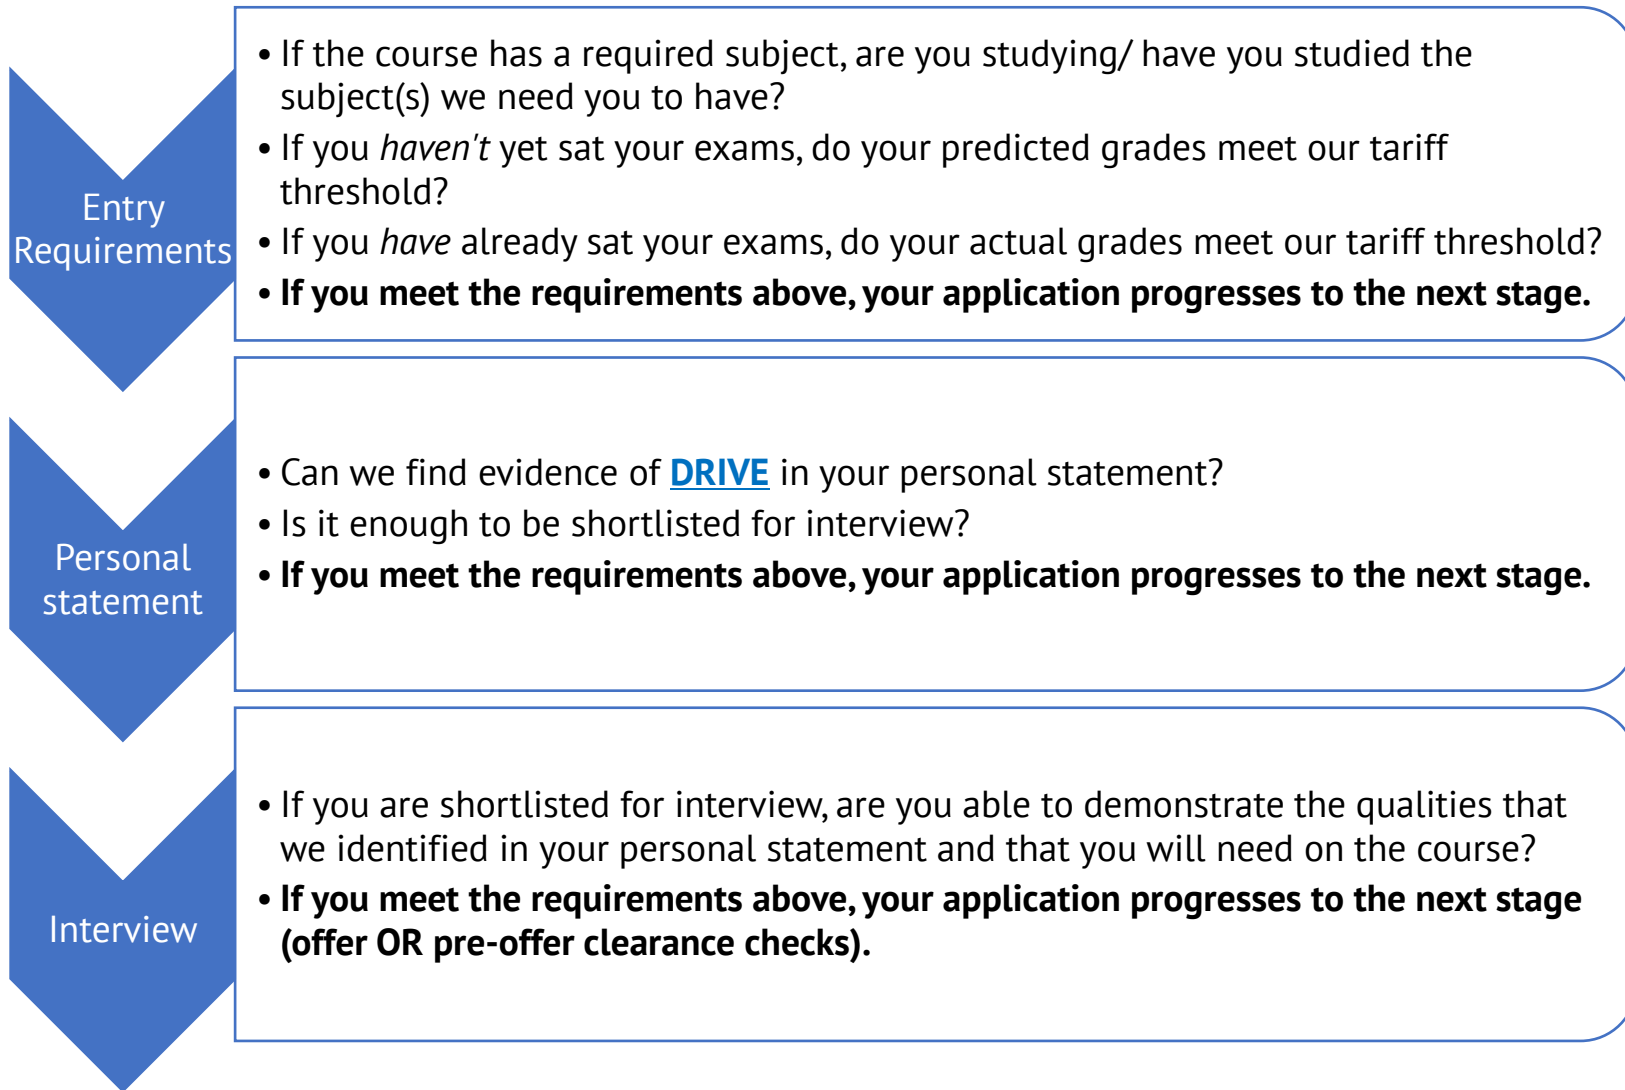 Entry
Requirements
• If the course has a required subject, are you studying/ have you studied the
subject(s) we need you to have?
• If you haven't yet sat your exams, do your predicted grades meet our tariff
threshold?
• If you have already sat your exams, do your actual grades meet our tariff threshold?
• If you meet the requirements above, your application progresses to the next stage.
Personal
statement
• Can we find evidence of DRIVE in your personal statement?
• Is it enough to be shortlisted for interview?
• If you meet the requirements above, your application progresses to the next stage.
Interview
• If you are shortlisted for interview, are you able to demonstrate the qualities that
we identified in your personal statement and that you will need on the course?
• If you meet the requirements above, your application progresses to the next stage
(offer OR pre-offer clearance checks).